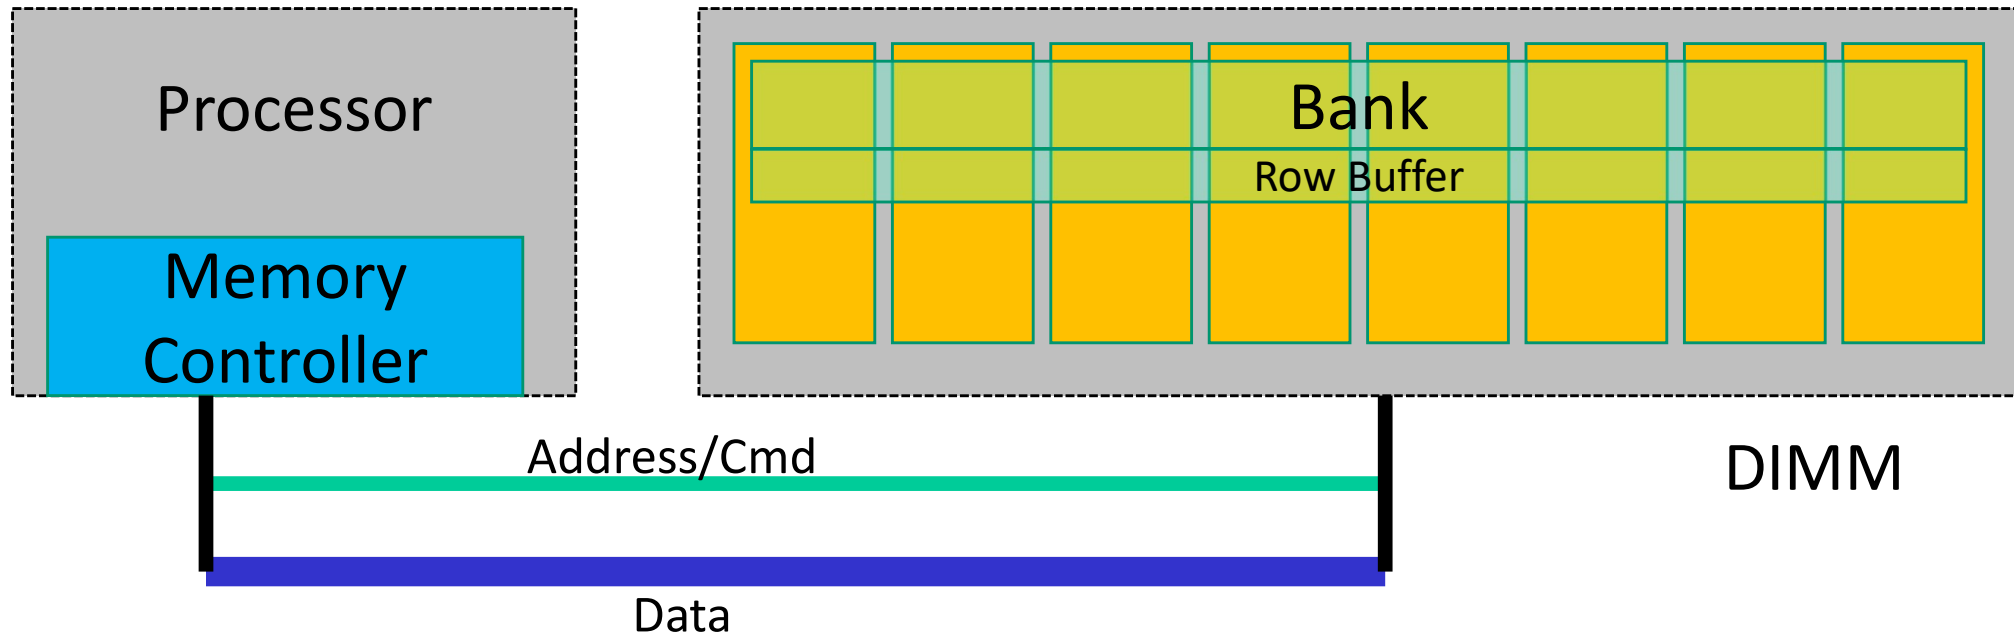 Processor
Memory
Controller
Bank
Row Buffer
Address/Cmd
Data
DIMM